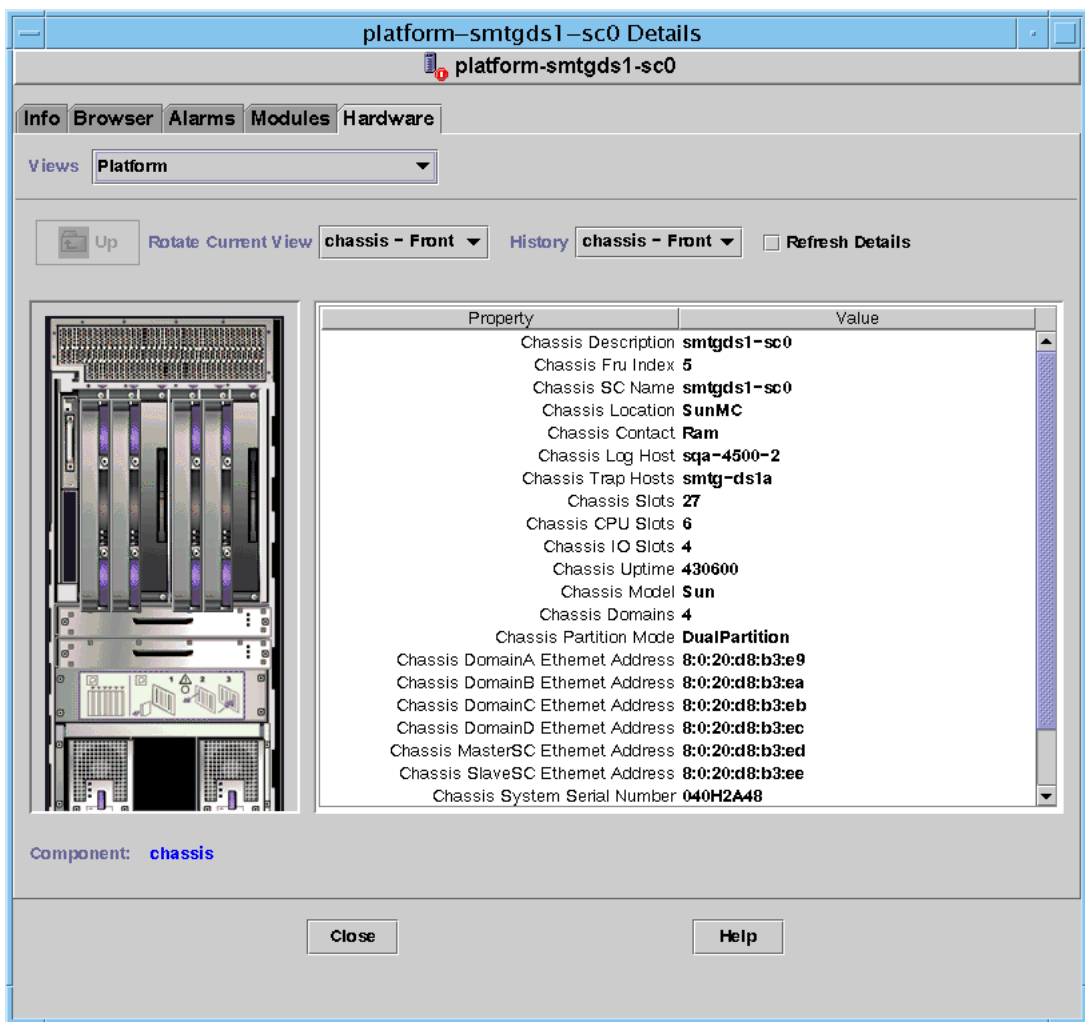 platform–smtgds1–sc0 Details
platform-smtgds1-sc0
Info Browser Alarms Modules Hardware
Views Platform
Up Rotate Current View chassis – Front History chassis – Front Refresh Details
Property Value
Chassis Description smtgds1-sc0
Chassis Fru Index 5
Chassis SC Name smtgds1-sc0
Chassis Location SunMC
Chassis Contact Ram
Chassis Log Host sqa-4500-2
Chassis Trap Hosts smtg-ds1a
Chassis Slots 27
Chassis CPU Slots 6
Chassis IO Slots 4
Chassis Uptime 430600
Chassis Model Sun
Chassis Domains 4
Chassis Partition Mode DualPartition
Chassis DomainA Ethernet Address 8:0:20:d8:b3:e9
Chassis DomainB Ethernet Address 8:0:20:d8:b3:ea
Chassis DomainC Ethernet Address 8:0:20:d8:b3:eb
Chassis DomainD Ethernet Address 8:0:20:d8:b3:ec
Chassis MasterSC Ethernet Address 8:0:20:d8:b3:ed
Chassis SlaveSC Ethernet Address 8:0:20:d8:b3:ee
Chassis System Serial Number 040H2A48
1 2 3
Component: chassis
Close Help